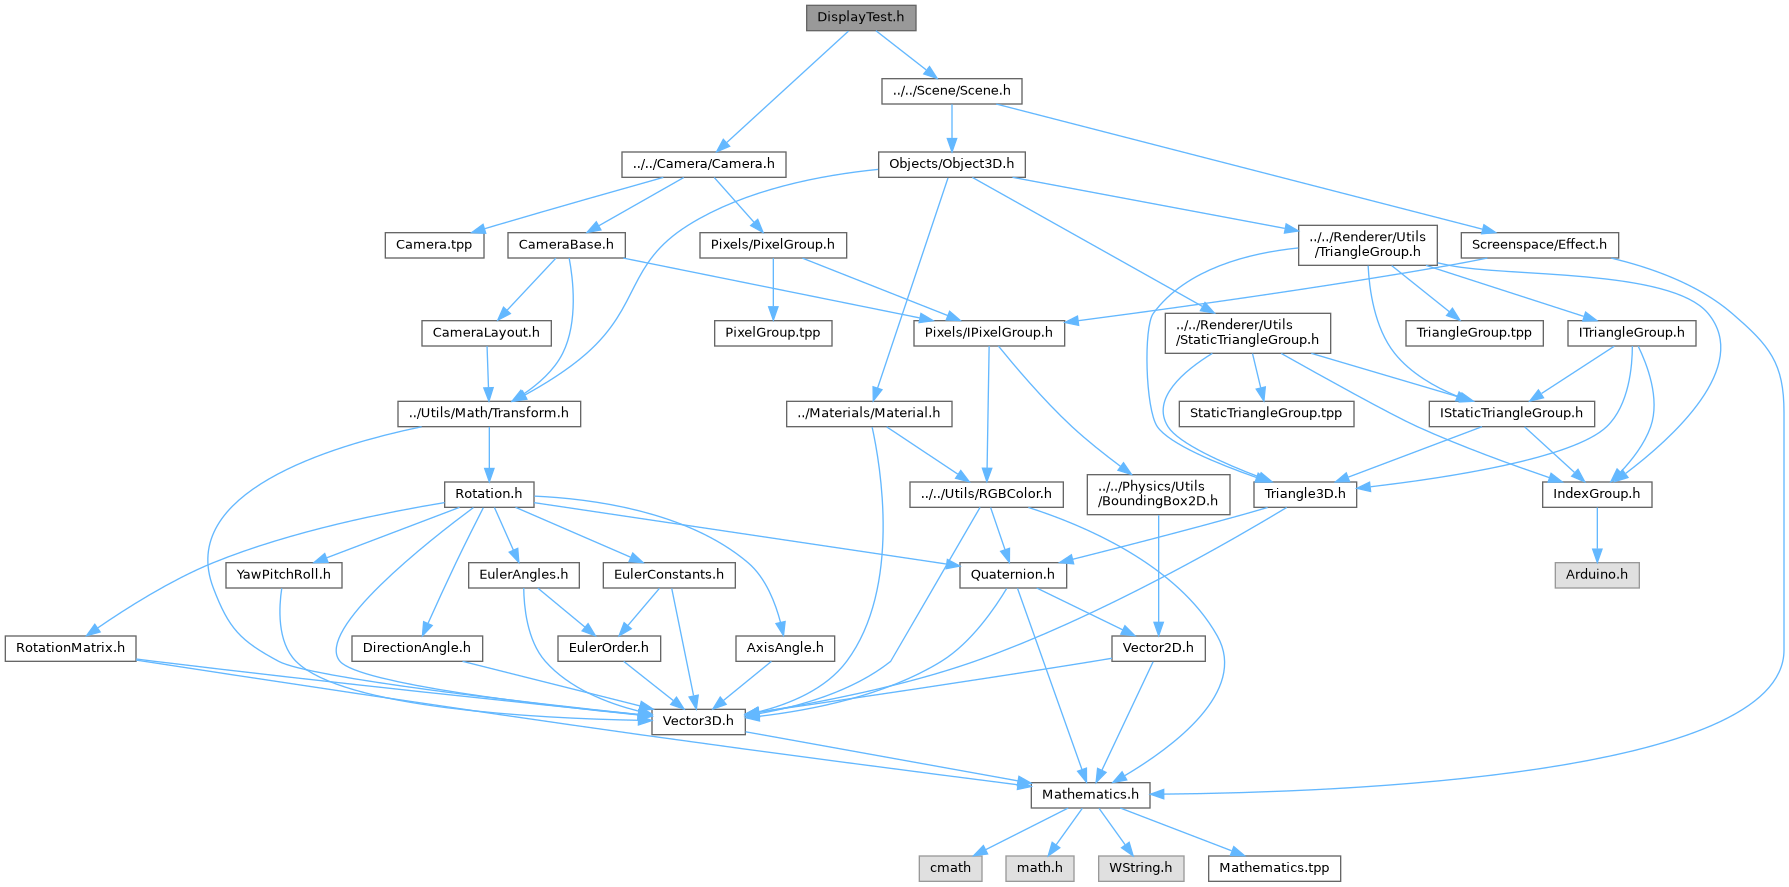 DisplayTest.h
../../Scene/Scene.h
../../Camera/Camera.h
Objects/Object3D.h
Camera.tpp
CameraBase.h
Pixels/PixelGroup.h
../../Renderer/Utils
/TriangleGroup.h
Screenspace/Effect.h
CameraLayout.h
PixelGroup.tpp
Pixels/IPixelGroup.h
../../Renderer/Utils
/StaticTriangleGroup.h
TriangleGroup.tpp
ITriangleGroup.h
../Utils/Math/Transform.h
../Materials/Material.h
StaticTriangleGroup.tpp
IStaticTriangleGroup.h
Rotation.h
../../Utils/RGBColor.h
../../Physics/Utils
/BoundingBox2D.h
Triangle3D.h
IndexGroup.h
YawPitchRoll.h
EulerAngles.h
EulerConstants.h
Quaternion.h
Arduino.h
RotationMatrix.h
DirectionAngle.h
EulerOrder.h
AxisAngle.h
Vector2D.h
Vector3D.h
Mathematics.h
cmath
math.h
WString.h
Mathematics.tpp